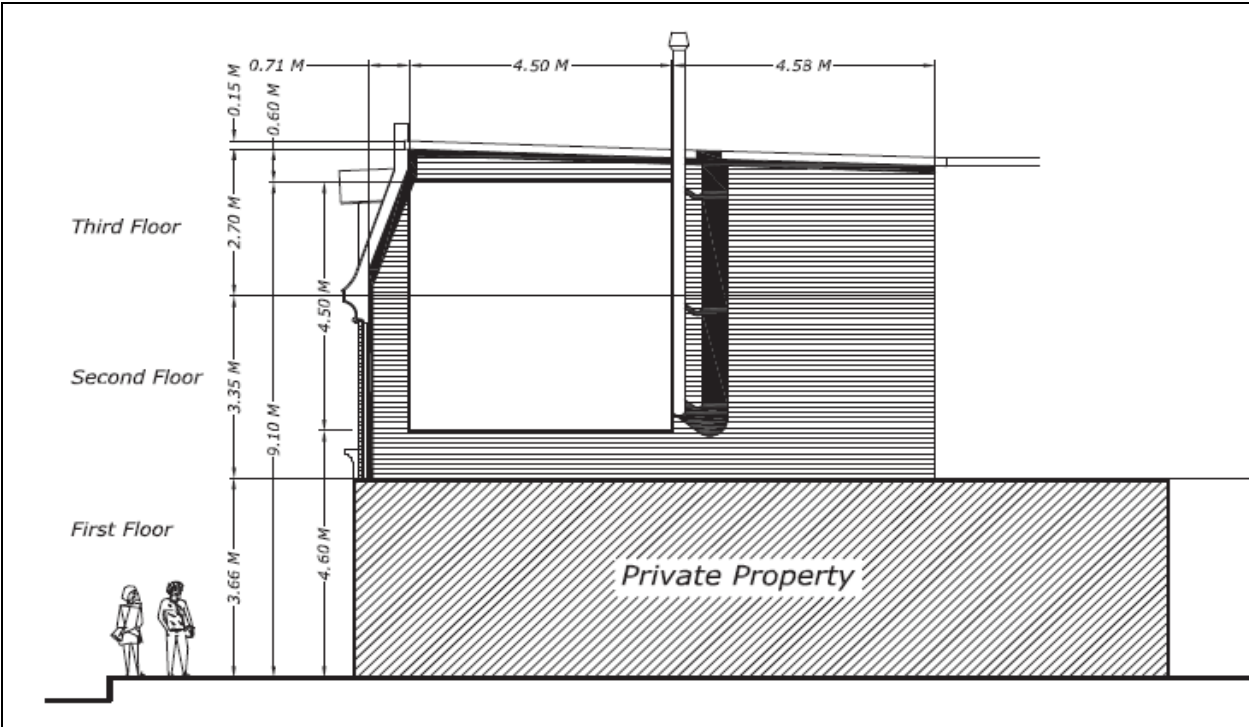 0.71 M
4.50 M
4.58 M
0.15 M
0.60 M
Third Floor
2.70 M
4.50 M
Second Floor
3.35 M
9.10 M
First Floor
3.66 M
4.60 M
Private Property